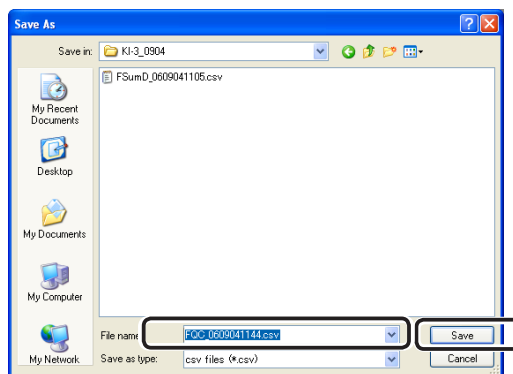 Save As
Save in:
KI-3_0904
FSumD_0609041105.csv
My Recent
Documents
Desktop
My Documents
My Computer
My Network
File name
FQC_0609041144.csv
Save
Save as type:
csv files (*.csv)
Cancel